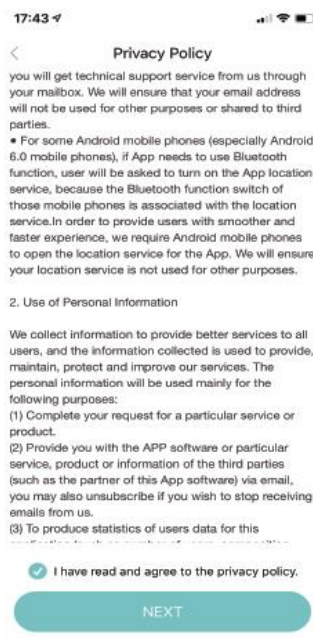 17:43
Privacy Policy
you will get technical support service from us through
your mailbox. We will ensure that your email address
will not be used for other purposes or shared to third
parties.
• For some Android mobile phones (especially Android
6.0 mobile phones), if App needs to use Bluetooth
function, user will be asked to turn on the App location
service, because the Bluetooth function switch of
those mobile phones is associated with the location
service.In order to provide users with smoother and
faster experience, we require Android mobile phones
to open the location service for the App. We will ensure
your location service is not used for other purposes.
2. Use of Personal Information
We collect information to provide better services to all
users, and the information collected is used to provide,
maintain, protect and improve our services. The
personal information will be used mainly for the
following purposes:
(1) Complete your request for a particular service or
product.
(2) Provide you with the APP software or particular
service, product or information of the third parties
(such as the partner of this App software) via email,
you may also unsubscribe if you wish to stop receiving
emails from us.
(3) To produce statistics of users data for this
I have read and agree to the privacy policy.
NEXT